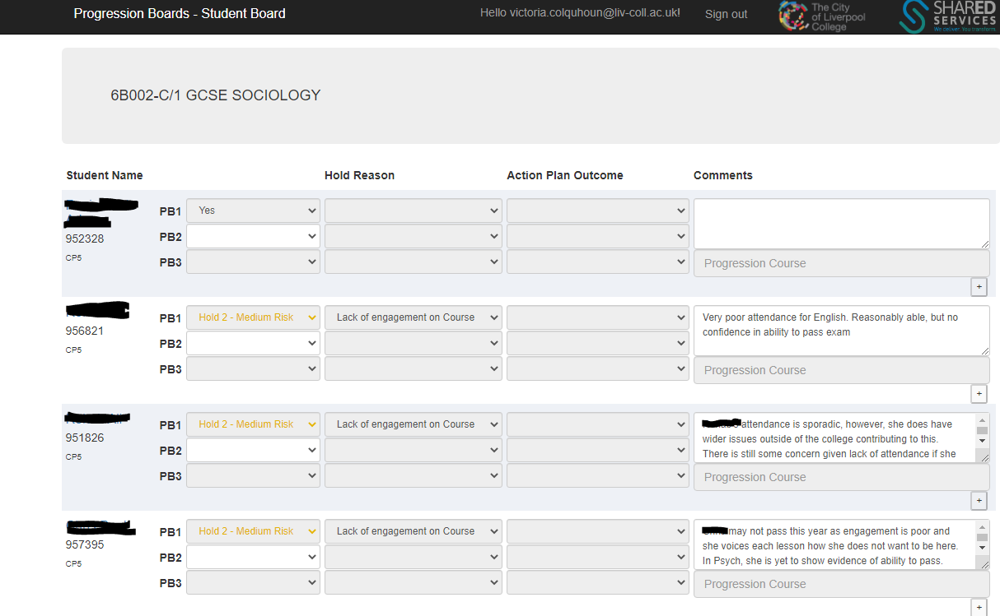 Progression Boards - Student Board
Hello victoria.colquhoun@liv-coll.ac.uk!
Sign out
The City
of Liverpool
College
SHARED
SERVICES
We deliver. You transform.
6B002-C/1 GCSE SOCIOLOGY
Student Name
Hold Reason
Action Plan Outcome
Comments
952328
CP5
PB1 Yes
PB2
PB3
Progression Course
+
956821
CP5
PB1 Hold 2 - Medium Risk Lack of engagement on Course
PB2
PB3
Very poor attendance for English. Reasonably able, but no
confidence in ability to pass exam
Progression Course
+
951826
CP5
PB1 Hold 2 - Medium Risk Lack of engagement on Course
PB2
PB3
attendance is sporadic, however, she does have
wider issues outside of the college contributing to this.
There is still some concern given lack of attendance if she
Progression Course
+
957395
CP5
PB1 Hold 2 - Medium Risk Lack of engagement on Course
PB2
PB3
may not pass this year as engagement is poor and
she voices each lesson how she does not want to be here.
In Psych, she is yet to show evidence of ability to pass.
Progression Course
+